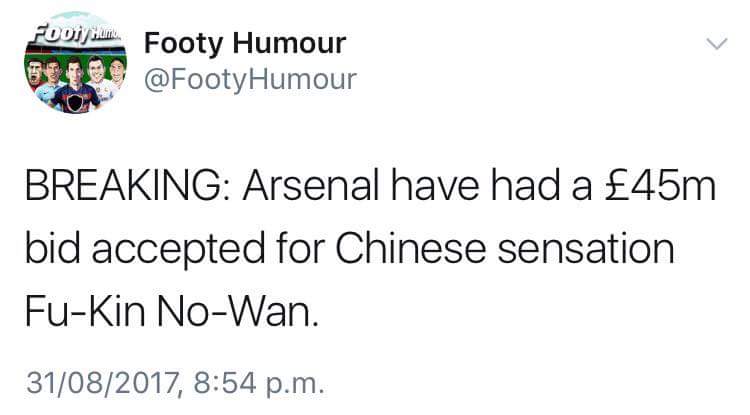 Footy Humour
Footy Humour
@FootyHumour
BREAKING: Arsenal have had a £45m
bid accepted for Chinese sensation
Fu-Kin No-Wan.
31/08/2017, 8:54 p.m.